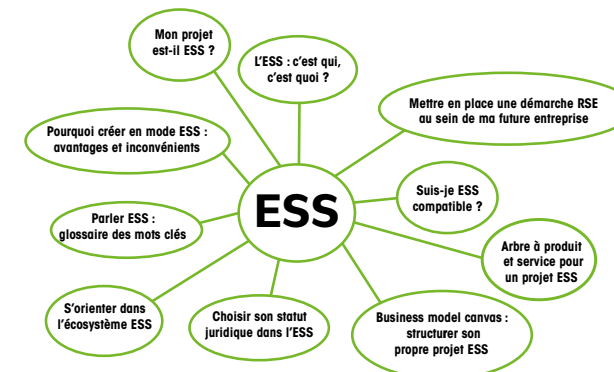 Mon projet
est-il ESS ?
L'ESS : c'est qui,
c'est quoi ?
Mettre en place une démarche RSE
au sein de ma future entreprise
Pourquoi créer en mode ESS :
avantages et inconvénients
Suis-je ESS
compatible ?
ESS
Parler ESS :
glossaire des mots clés
Arbre à produit
et service pour
un projet ESS
S'orienter dans
l'écosystème ESS
Choisir son statut
juridique dans l'ESS
Business model canvas :
structurer son
propre projet ESS